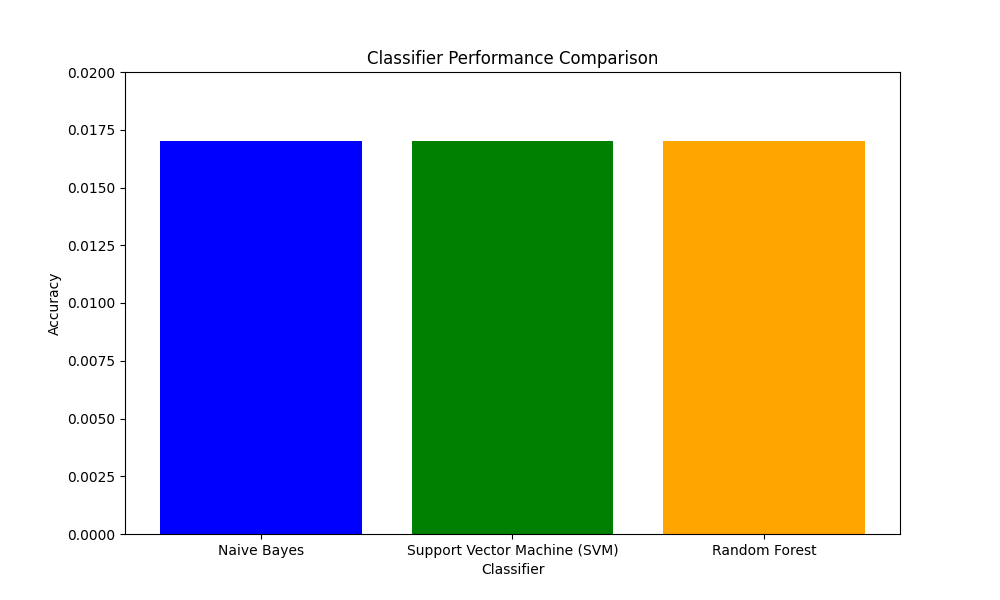 Classifier Performance Comparison
0.0200
0.0175
0.0150
0.0125
0.0100
0.0075
0.0050
0.0025
0.0000
Accuracy
Naive Bayes
Support Vector Machine (SVM)
Random Forest
Classifier